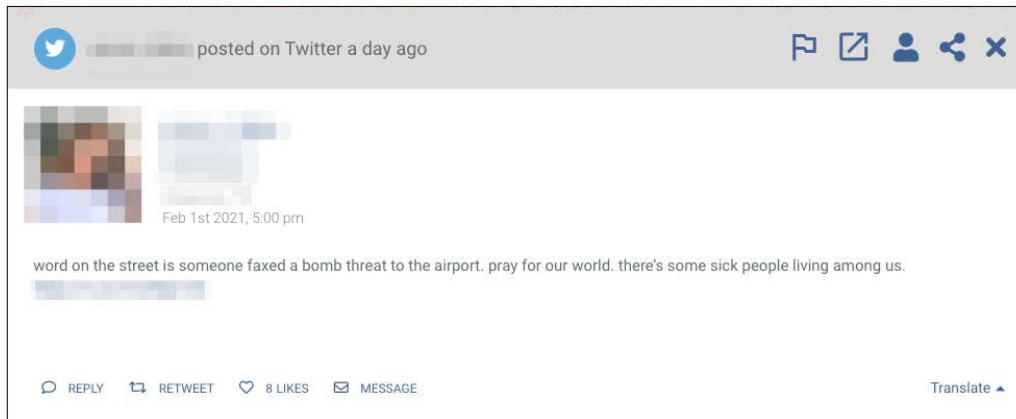 posted on Twitter a day ago
Feb 1st 2021, 5:00 pm
word on the street is someone faxed a bomb threat to the airport. pray for our world. there's some sick people living among us.
REPLY RETWEET 8 LIKES MESSAGE Translate